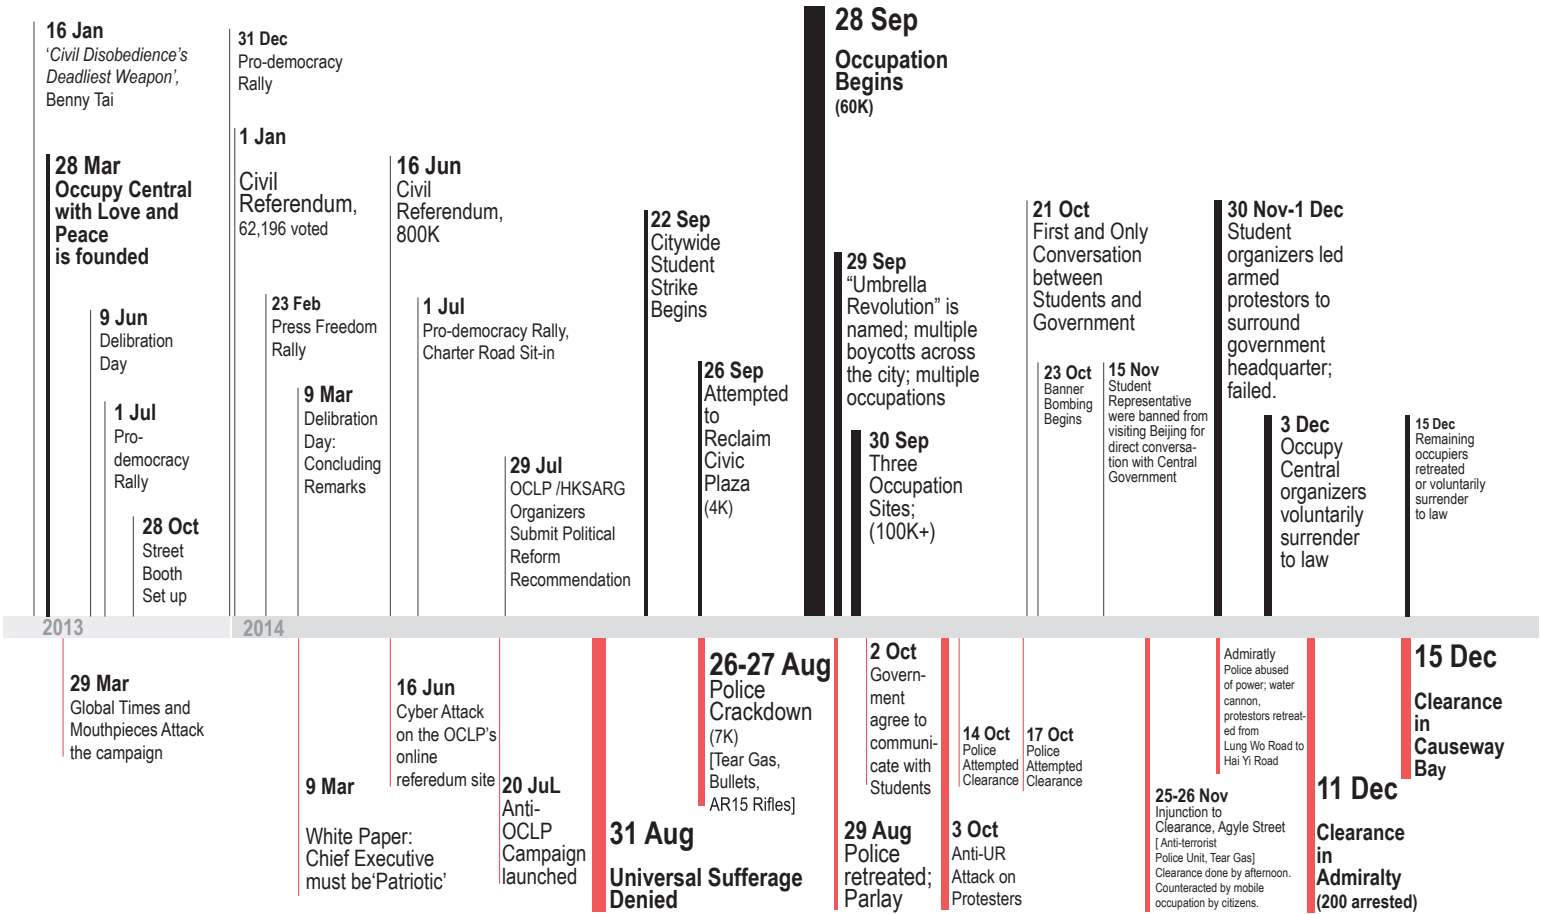 16 Jan
‘Civil Disobedience’s
Deadliest Weapon’,
Benny Tai
28 Mar
Occupy Central
with Love and
Peace
is founded
9 Jun
Delibration
Day
1 Jul
Pro-
democracy
Rally
28 Oct
Street
Booth
Set up
31 Dec
Pro-democracy
Rally
1 Jan
Civil
Referendum,
62,196 voted
23 Feb
Press Freedom
Rally
9 Mar
Delibration
Day:
Concluding
Remarks
16 Jun
Civil
Referendum,
800K
1 Jul
Pro-democracy Rally,
Charter Road Sit-in
29 Jul
OCLP /HKSARG
Organizers
Submit Political
Reform
Recommendation
22 Sep
Citywide
Student
Strike
Begins
26 Sep
Attempted
to
Reclaim
Civic
Plaza
(4K)
28 Sep
Occupation
Begins
(60K)
29 Sep
“Umbrella
Revolution” is
named; multiple
boycotts across
the city; multiple
occupations
30 Sep
Three
Occupation
Sites;
(100K+)
21 Oct
First and Only
Conversation
between
Students and
Government
23 Oct
Banner
Bombing
Begins
15 Nov
Student
Representative
were banned from
visiting Beijing for
direct conversa-
tion with Central
Government
30 Nov-1 Dec
Student
organizers led
armed
protestors to
surround
government
headquarter;
failed.
3 Dec
Occupy
Central
organizers
voluntarily
surrender
to law
15 Dec
Remaining
occupiers
retreated
or voluntarily
surrender
to law
2013
2014
29 Mar
Global Times and
Mouthpieces Attack
the campaign
9 Mar
White Paper:
Chief Executive
must be‘Patriotic’
16 Jun
Cyber Attack
on the OCLP’s
online
referedum site
20 JuL
Anti-
OCLP
Campaign
launched
31 Aug
Universal Sufferage
Denied
26-27 Aug
Police
Crackdown
(7K)
[Tear Gas,
Bullets,
AR15 Rifles]
29 Aug
Police
retreated;
Parlay
2 Oct
Govern-
ment
agree to
communi-
cate with
Students
3 Oct
Anti-UR
Attack on
Protesters
14 Oct
Police
Attempted
Clearance
17 Oct
Police
Attempted
Clearance
25-26 Nov
Injunction to
Clearance, Agyle Street
[ Anti-terrorist
Police Unit, Tear Gas]
Clearance done by afternoon.
Counteracted by mobile
occupation by citizens.
Admiratly
Police abused
of power; water
cannon,
protestors retreat-
ed from
Lung Wo Road to
Hai Yi Road
11 Dec
Clearance
in
Admiralty
(200 arrested)
15 Dec
Clearance
in
Causeway
Bay